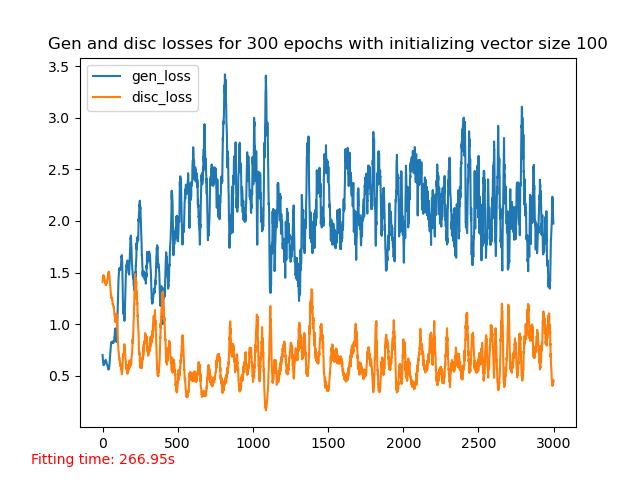 Gen and disc losses for 300 epochs with initializing vector size 100
gen_loss
disc_loss
3.5
3.0
2.5
2.0
1.5
1.0
0.5
0 500 1000 1500 2000 2500 3000
Fitting time: 266.95s